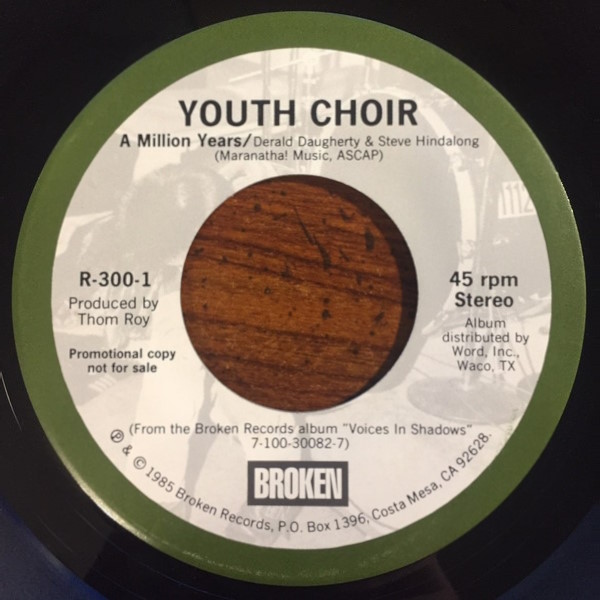 YOUTH CHOIR
A Million Years/Derald Daugherty & Steve Hindalong
(Maranatha! Music, ASCAP)
R-300-1
Produced by
Thom Roy
Promotional copy
not for sale
45 rpm
Stereo
Album
distributed by
Word, Inc.,
Waco, TX
(From the Broken Records album "Voices In Shadows"
7-100-30082-7)
BROKEN
℗ & © 1985 Broken Records, P.O. Box 1396, Costa Mesa, CA 92628.